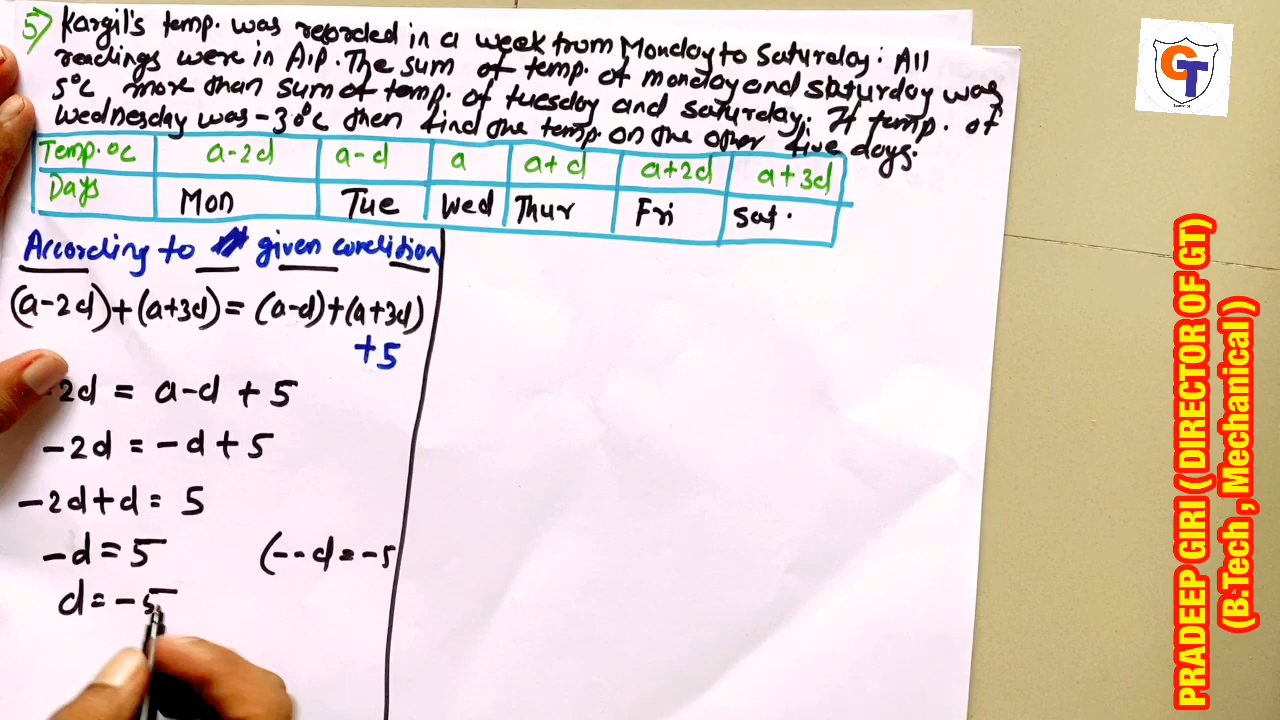 5) Kargil's temp. was recorded in a week from Monday to Saturday. All
readings were in A.P. The sum of temp. of monday and saturday was
5°C more than sum of temp. of tuesday and saturday. If temp. of
Wednesday was -30°C then find the temp. on the other five days.
Temp. °C a-2d a-d a a+d a+2d a+3d
Days Mon Tue Wed Thur Fri Sat.
According to given condition
(a-2d)+(a+3d) = (a-d)+(a+3d)
+5
2d = a-d + 5
-2d = -d + 5
-2d+d = 5
-d = 5 (--d = -5
d = -5
GT
PRADEEP GIRI (( DIRECTOR OF GT)
(B.Tech , Mechanical )